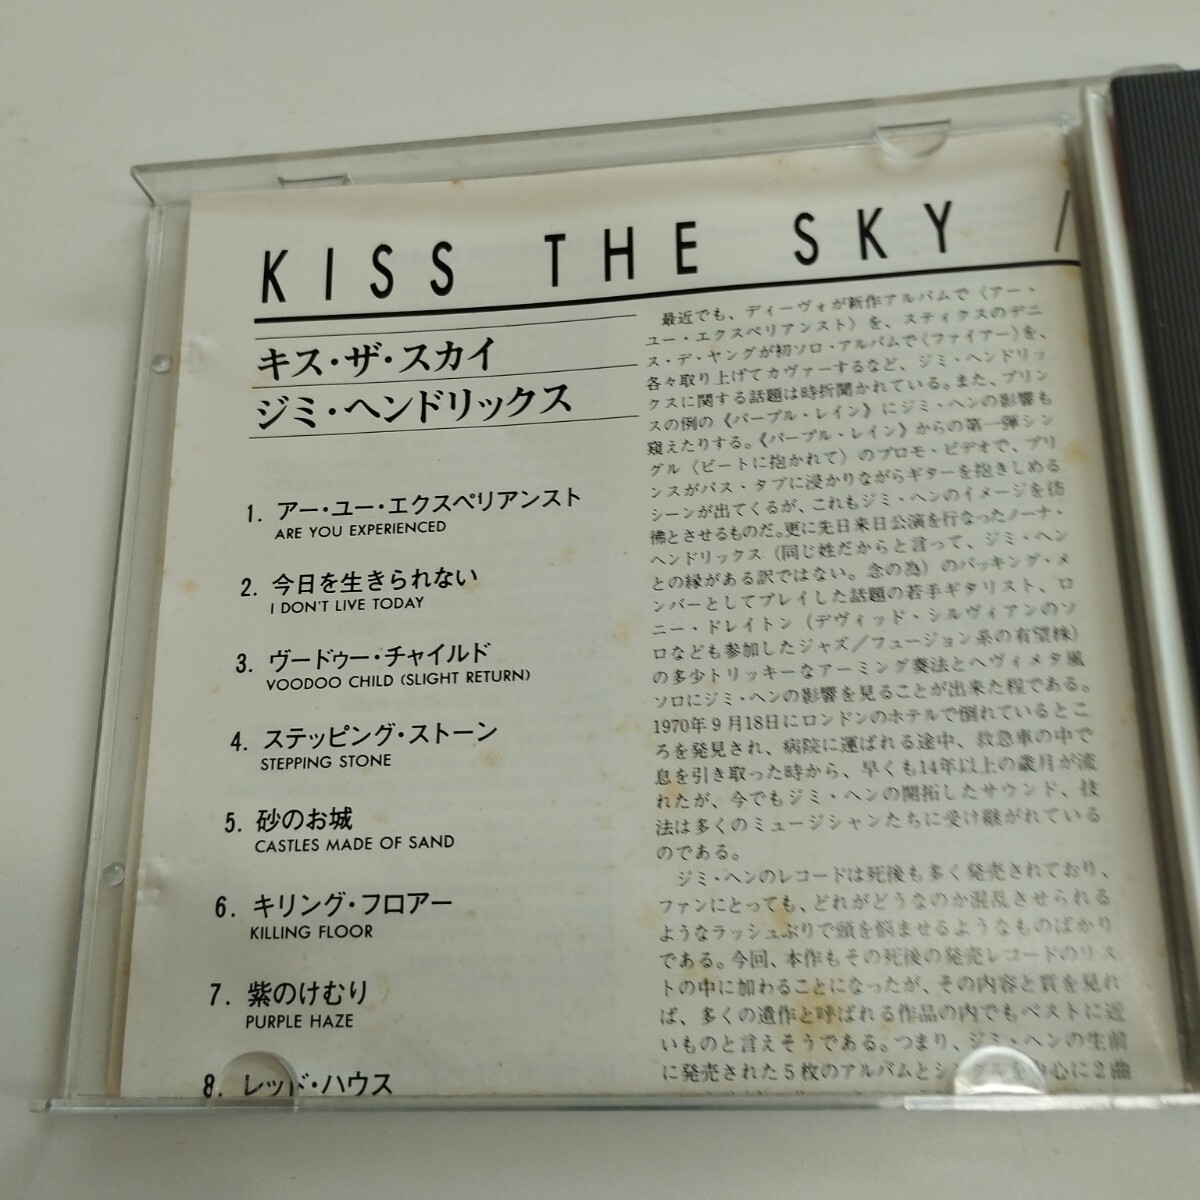 KISS THE SKY /
キス・ザ・スカイ
ジミ・ヘンドリックス
1. アー・ユー・エクスペリアンスト
ARE YOU EXPERIENCED
2. 今日を生きられない
I DON'T LIVE TODAY
3. ヴードゥー・チャイルド
VOODOO CHILD (SLIGHT RETURN)
4. ステッピング・ストーン
STEPPING STONE
5. 砂のお城
CASTLES MADE OF SAND
6. キリング・フロアー
KILLING FLOOR
7. 紫のけむり
PURPLE HAZE
8. レッド・ハウス
最近でも、ディーヴォが新作アルバムで〈アー・
ユー・エクスペリアンスト〉を、スティクスのデニ
ス・デ・ヤングが初ソロ・アルバムで〈ファイアー〉を、
各々取り上げてカヴァーするなど、ジミ・ヘンドリッ
クスに関する話題は時折聞かれている。また、プリン
スの例の《パープル・レイン》にジミ・ヘンの影響も
窺えたりする。《パープル・レイン》からの第一弾シン
グル〈ビートに抱かれて〉のプロモ・ビデオで、プリ
ンスがバス・タブに浸かりながらギターを抱きしめる
シーンが出てくるが、これもジミ・ヘンのイメージを彷
彿とさせるものだ。更に先日来日公演を行なったノーナ・
ヘンドリックス（同じ姓だからと言って、ジミ・ヘン
との縁がある訳ではない。念の為）のバッキング・メ
ンバーとしてプレイした話題の若手ギタリスト、ロ
ニー・ドレイトン（デヴィッド・シルヴィアンのソ
ロなども参加したジャズ／フュージョン系の有望株）
の多少トリッキーなアーミング奏法とヘヴィメタ風
ソロにジミ・ヘンの影響を見ることが出来た程である。
1970年9月18日にロンドンのホテルで倒れているとこ
ろを発見され、病院に運ばれる途中、救急車の中で
息を引き取った時から、早くも14年以上の歳月が流
れたが、今でもジミ・ヘンの開拓したサウンド、技
法は多くのミュージシャンたちに受け継がれている
のである。
ジミ・ヘンのレコードは死後も多く発売されており、
ファンにとっても、どれがどうなのか混乱させられる
ようなラッシュぶりで頭を悩ませるようなものばかり
である。今回、本作もその死後の発売レコードのリス
トの中に加わることになったが、その内容と質を見れ
ば、多くの遺作と呼ばれる作品の内でもベストに近
いものと言えそうである。つまり、ジミ・ヘンの生前
に発売された5枚のアルバムとシングルを中心に2曲